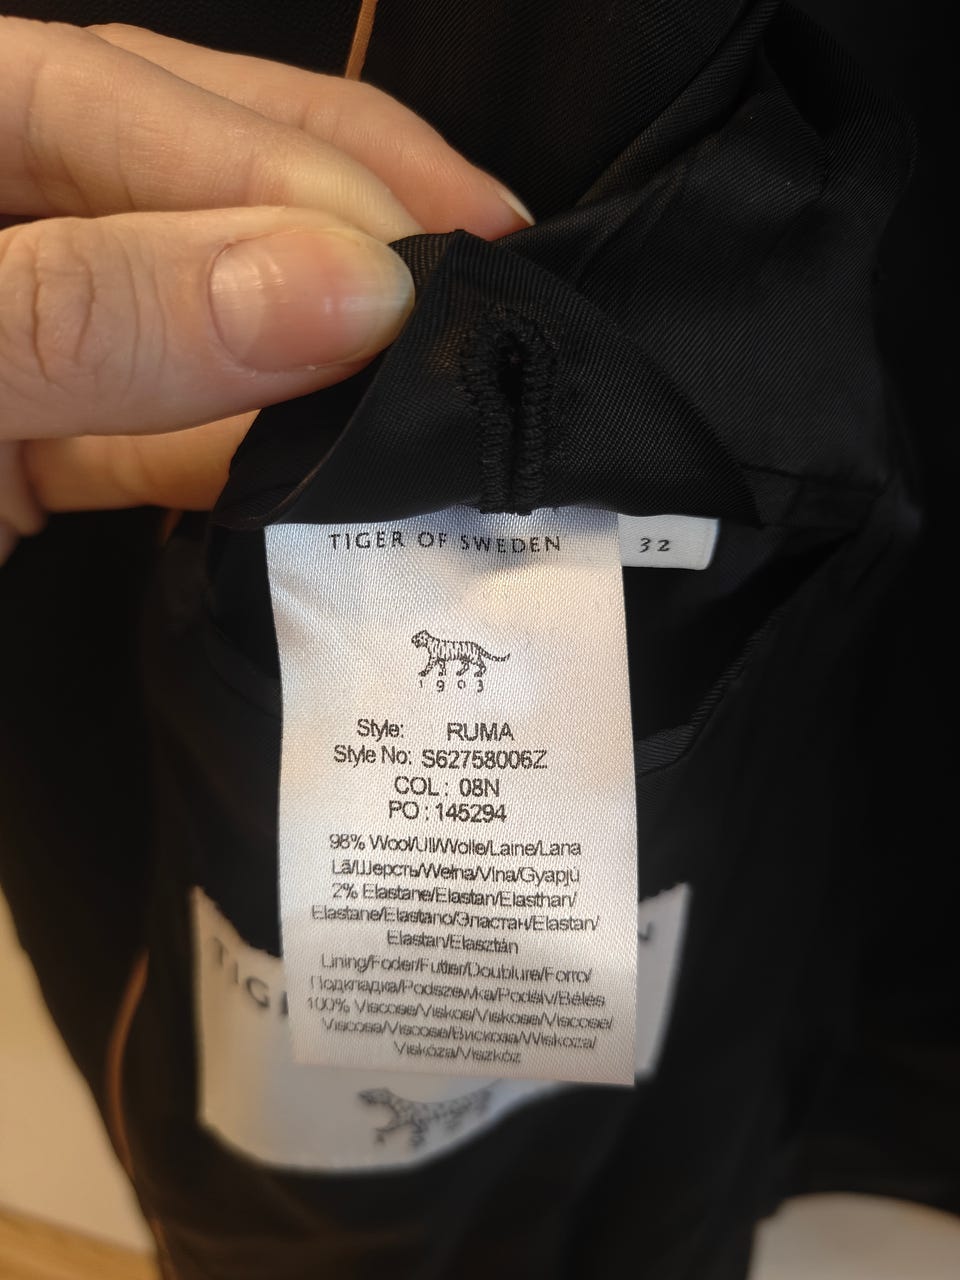 TIGER OF SWEDEN
32
1903
Style: RUMA
Style No: S62758006Z
COL: 08N
PO: 145294
98% Wool/Ull/Wolle/Laine/Lana
Lã/Шерсть/Wełna/Vlna/Gyapjú
2% Elastane/Elastan/Elasthan/
Elastane/Elastano/Эластан/Elastan/
Elastan/Elasztán
Lining/Foder/Futter/Doublure/Forro/
Подкладка/Podszewka/Podšív/Bélés
100% Viscose/Viskos/Viskose/Viscose/
Viscosa/Viscose/Вискоза/Wiskoza/
Viskóza/Viszkóz
TIG
N